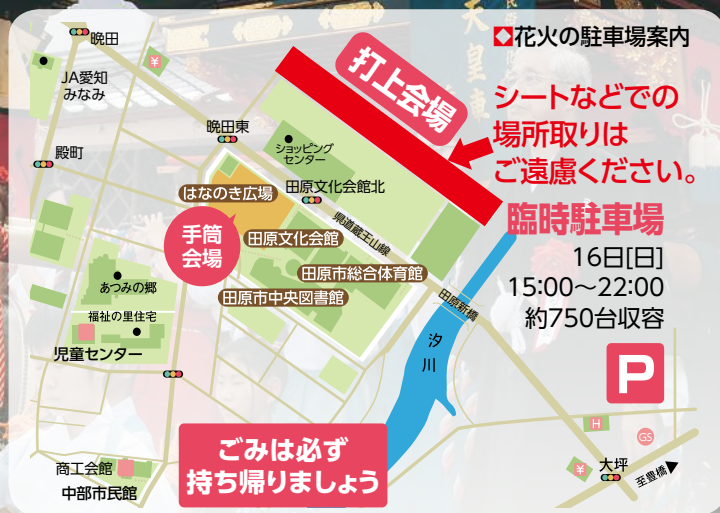 天皇車
◆花火の駐車場案内
晩田
¥
JA愛知
みなみ
打上会場
シートなどでの
場所取りは
ご遠慮ください。
晩田東
殿町
ショッピング
センター
はなのき広場
田原文化会館北
臨時駐車場
手筒
会場
県道蔵王山線
田原文化会館
16日[日]
15:00〜22:00
約750台収容
田原市総合体育館
あつみの郷
田原市中央図書館
田原新橋
福祉の里住宅
汐川
児童センター
P
ごみは必ず
持ち帰りましょう
H
GS
商工会館
¥
大坪
至豊橋
中部市民館